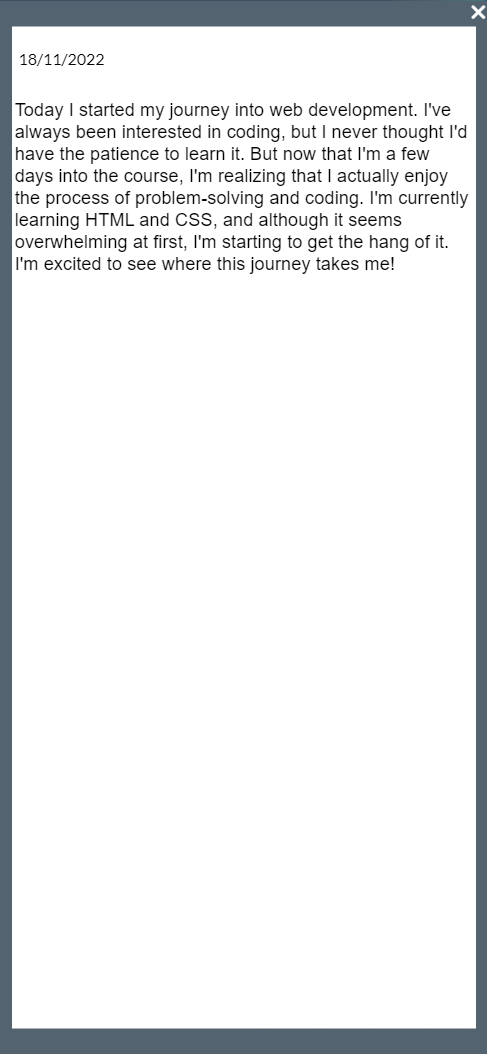 18/11/2022
Today I started my journey into web development. I've
always been interested in coding, but I never thought I'd
have the patience to learn it. But now that I'm a few
days into the course, I'm realizing that I actually enjoy
the process of problem-solving and coding. I'm currently
learning HTML and CSS, and although it seems
overwhelming at first, I'm starting to get the hang of it.
I'm excited to see where this journey takes me!